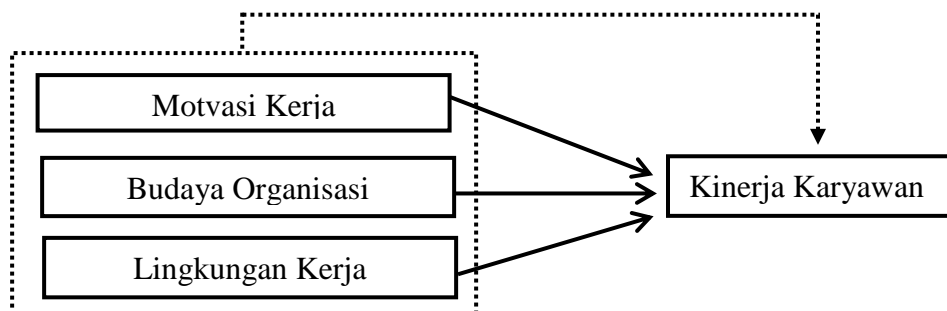 Motvasi Kerja
Budaya Organisasi
Kinerja Karyawan
Lingkungan Kerja